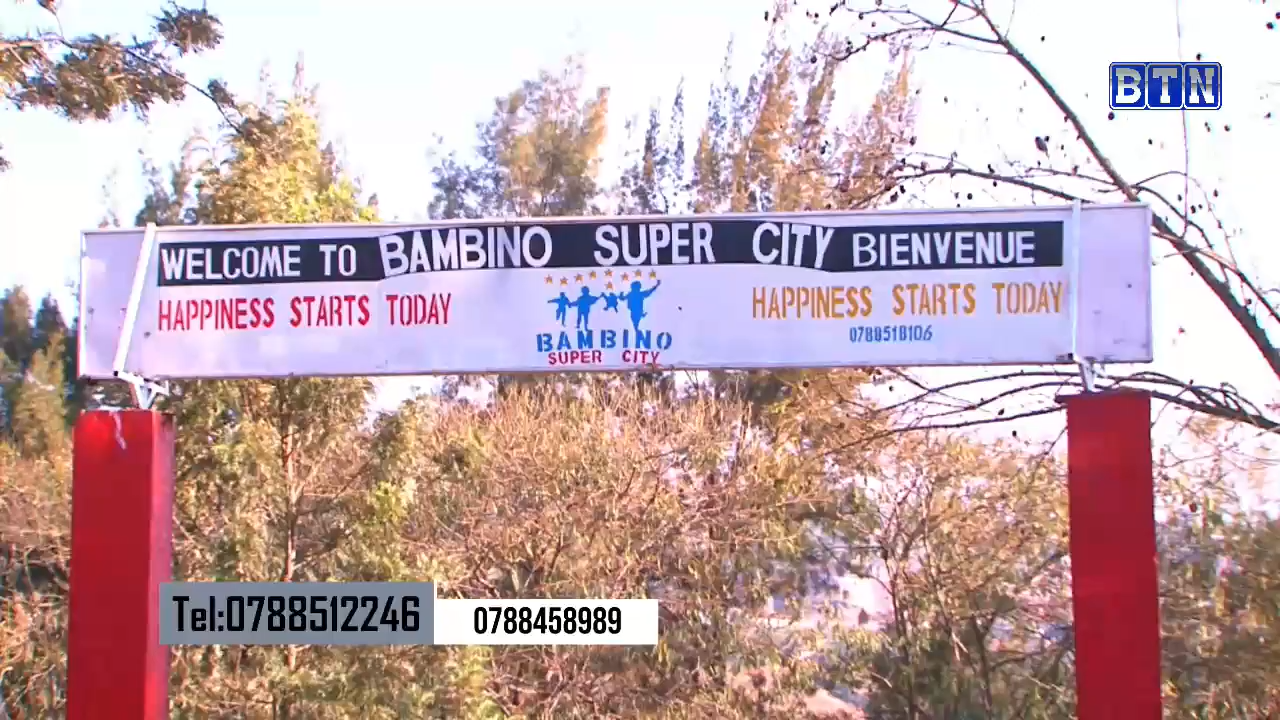 BTN
WELCOME TO BAMBINO SUPER CITY BIENVENUE
HAPPINESS STARTS TODAY
HAPPINESS STARTS TODAY
0788518106
BAMBINO
SUPER CITY
Tel:0788512246
0788458989